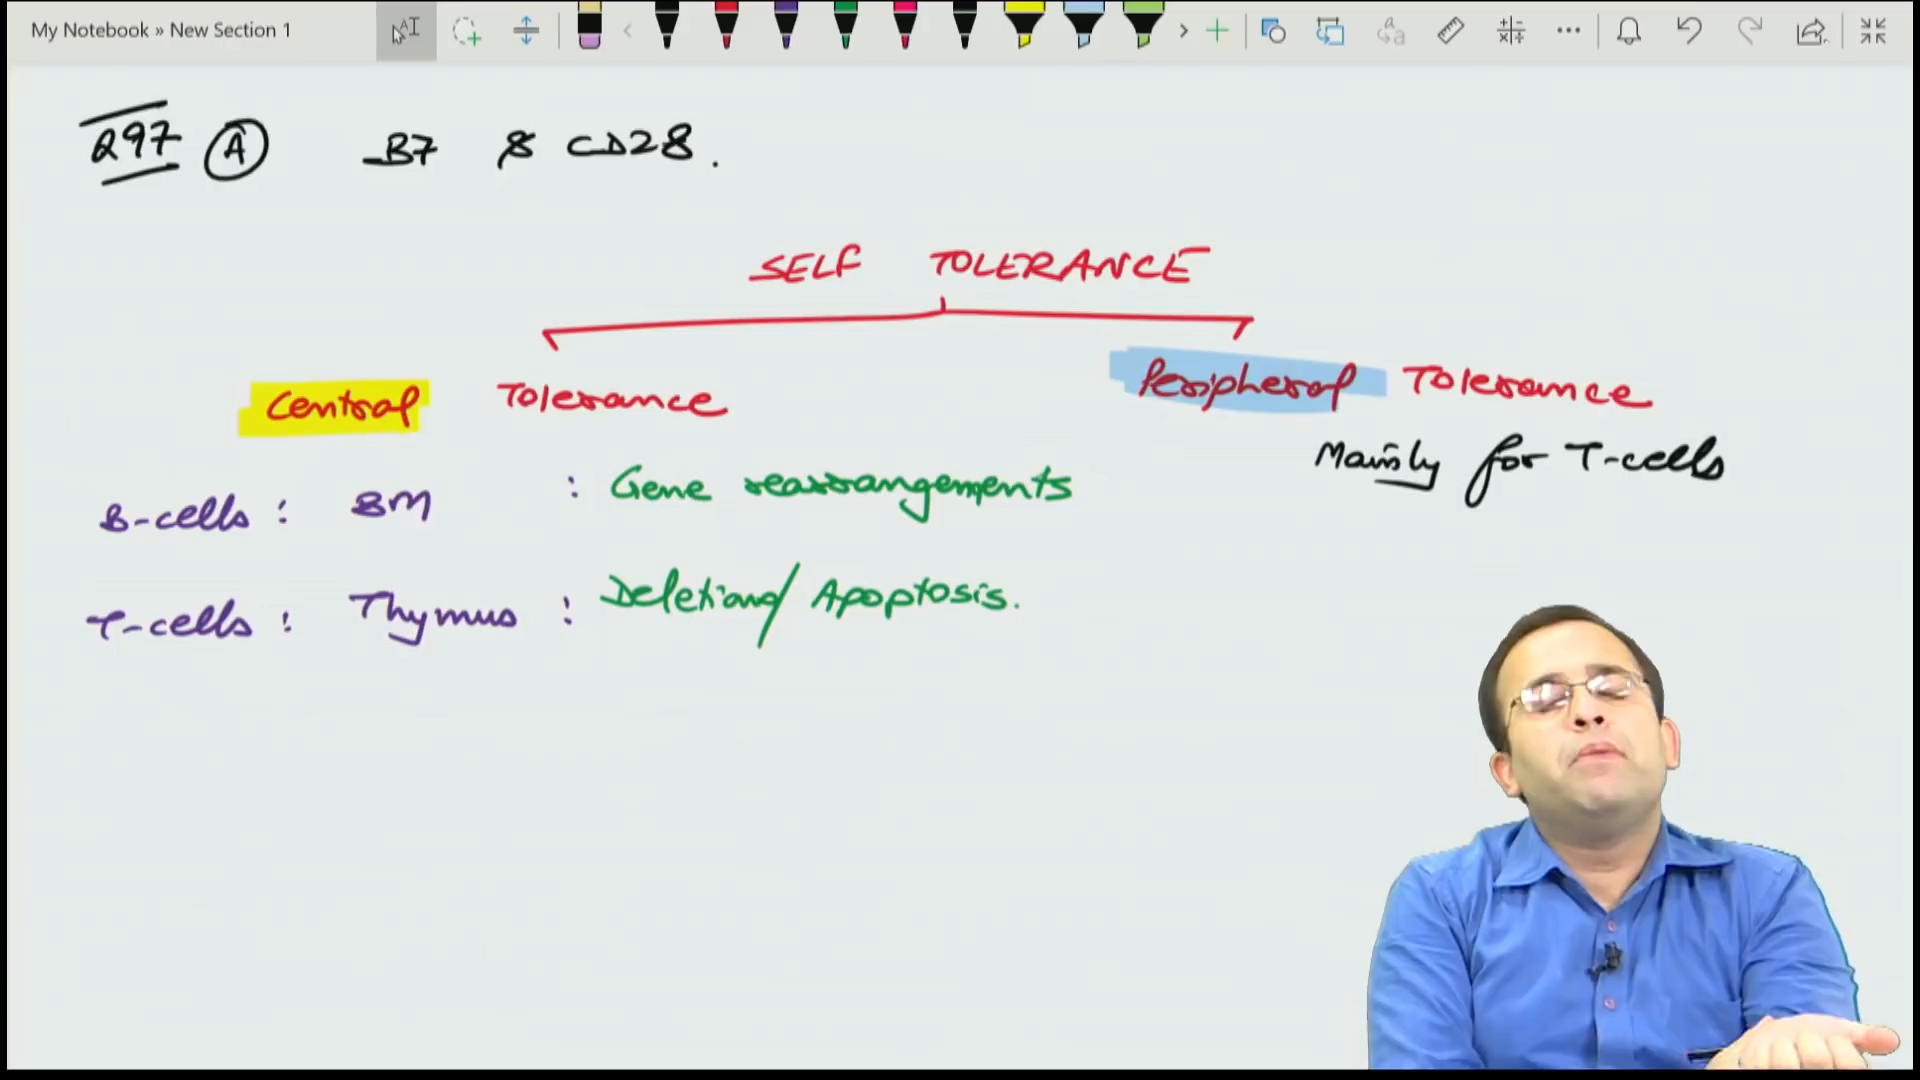 My Notebook » New Section 1
297 A B7 & CD28.
SELF TOLERANCE
Central Tolerance
Peripheral Tolerance
Mainly for T-cells
B-cells : BM : Gene rearrangements
T-cells : Thymus : Deletion/ Apoptosis.